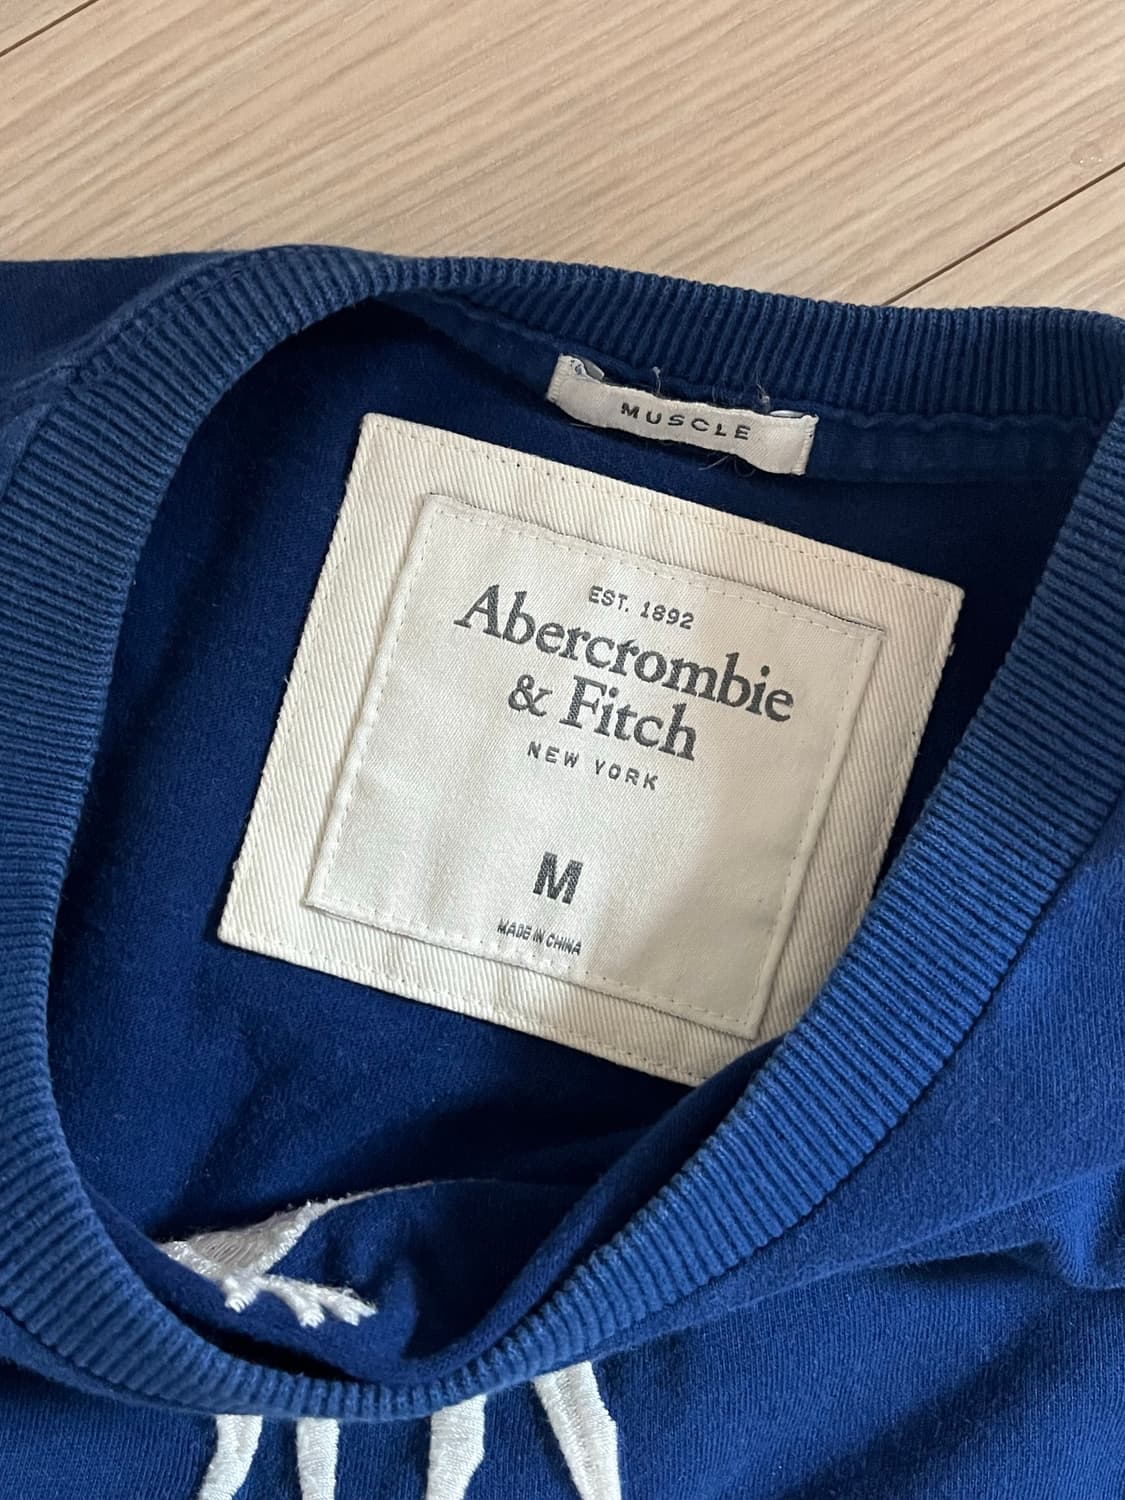 MUSCLE
EST. 1892
Abercrombie
& Fitch
NEW YORK
M
MADE IN CHINA